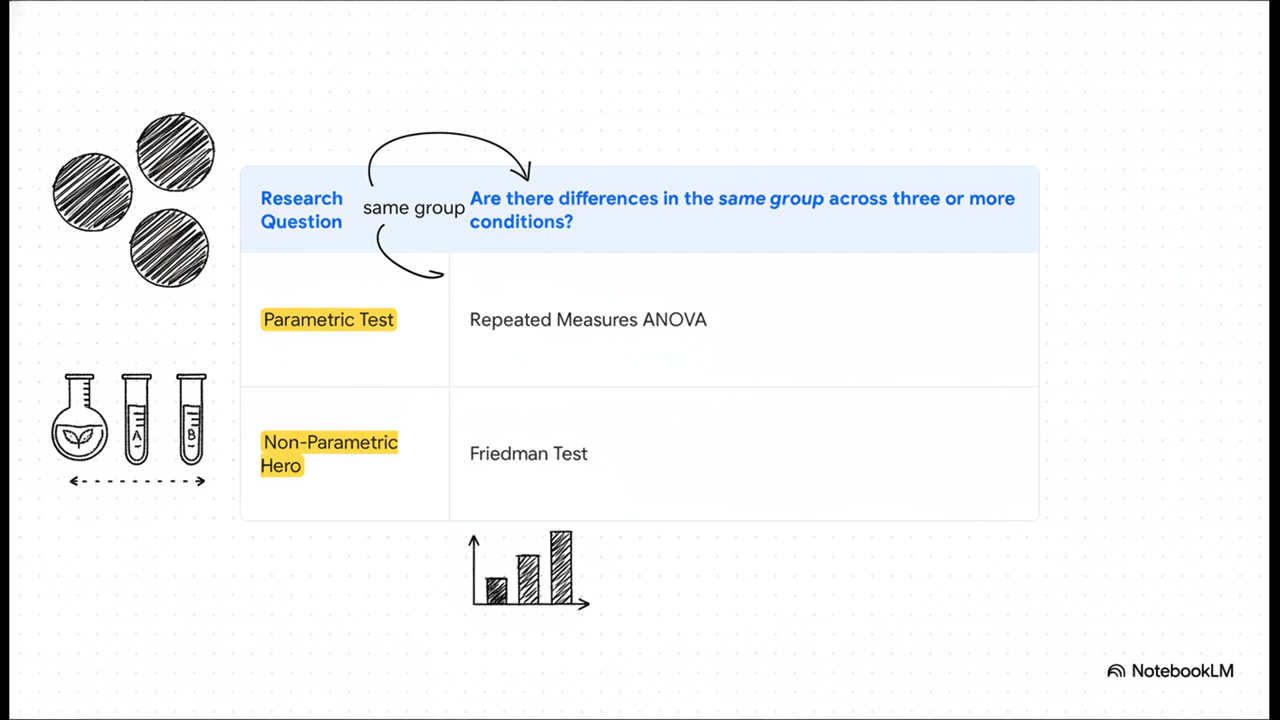 Research
Question
same group
Are there differences in the same group across three or more
conditions?
Parametric Test
Repeated Measures ANOVA
Non-Parametric
Hero
Friedman Test
A
B
NotebookLM